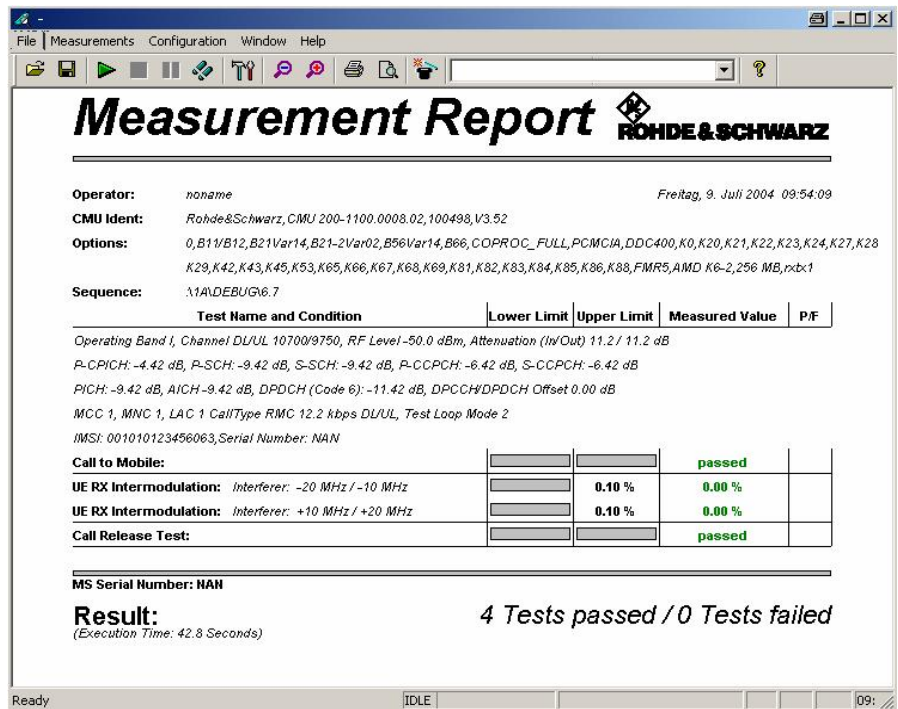 -
File Measurements Configuration Window Help
Measurement Report ROHDE&SCHWARZ
Operator: noname Freitag, 9. Juli 2004 09:54:09
CMU Ident: Rohde&Schwarz,CMU 200-1100.0008.02,100498,V3.52
Options: 0,B11/B12,B21Var14,B21-2Var02,B56Var14,B66,COPROC_FULL,PCMCIA,DDC400,K0,K20,K21,K22,K23,K24,K27,K28
K29,K42,K43,K45,K53,K65,K66,K67,K68,K69,K81,K82,K83,K84,K85,K86,K88,FMR5,AMD K6-2,256 MB,rxtx1
Sequence: .\1A\DEBUG\6.7
Test Name and Condition Lower Limit Upper Limit Measured Value P/F
Operating Band I, Channel DL/UL 10700/9750, RF Level -50.0 dBm, Attenuation (In/Out) 11.2 / 11.2 dB
P-CPICH: -4.42 dB, P-SCH: -9.42 dB, S-SCH: -9.42 dB, P-CCPCH: -6.42 dB, S-CCPCH: -6.42 dB
PICH: -9.42 dB, AICH -9.42 dB, DPDCH (Code 6): -11.42 dB, DPCCH/DPDCH Offset 0.00 dB
MCC 1, MNC 1, LAC 1 CallType RMC 12.2 kbps DL/UL, Test Loop Mode 2
IMSI: 001010123456063,Serial Number: NAN
Call to Mobile: passed
UE RX Intermodulation: Interferer: -20 MHz / -10 MHz 0.10 % 0.00 %
UE RX Intermodulation: Interferer: +10 MHz / +20 MHz 0.10 % 0.00 %
Call Release Test: passed
MS Serial Number: NAN
Result: 4 Tests passed / 0 Tests failed
(Execution Time: 42.8 Seconds)
Ready IDLE 09: